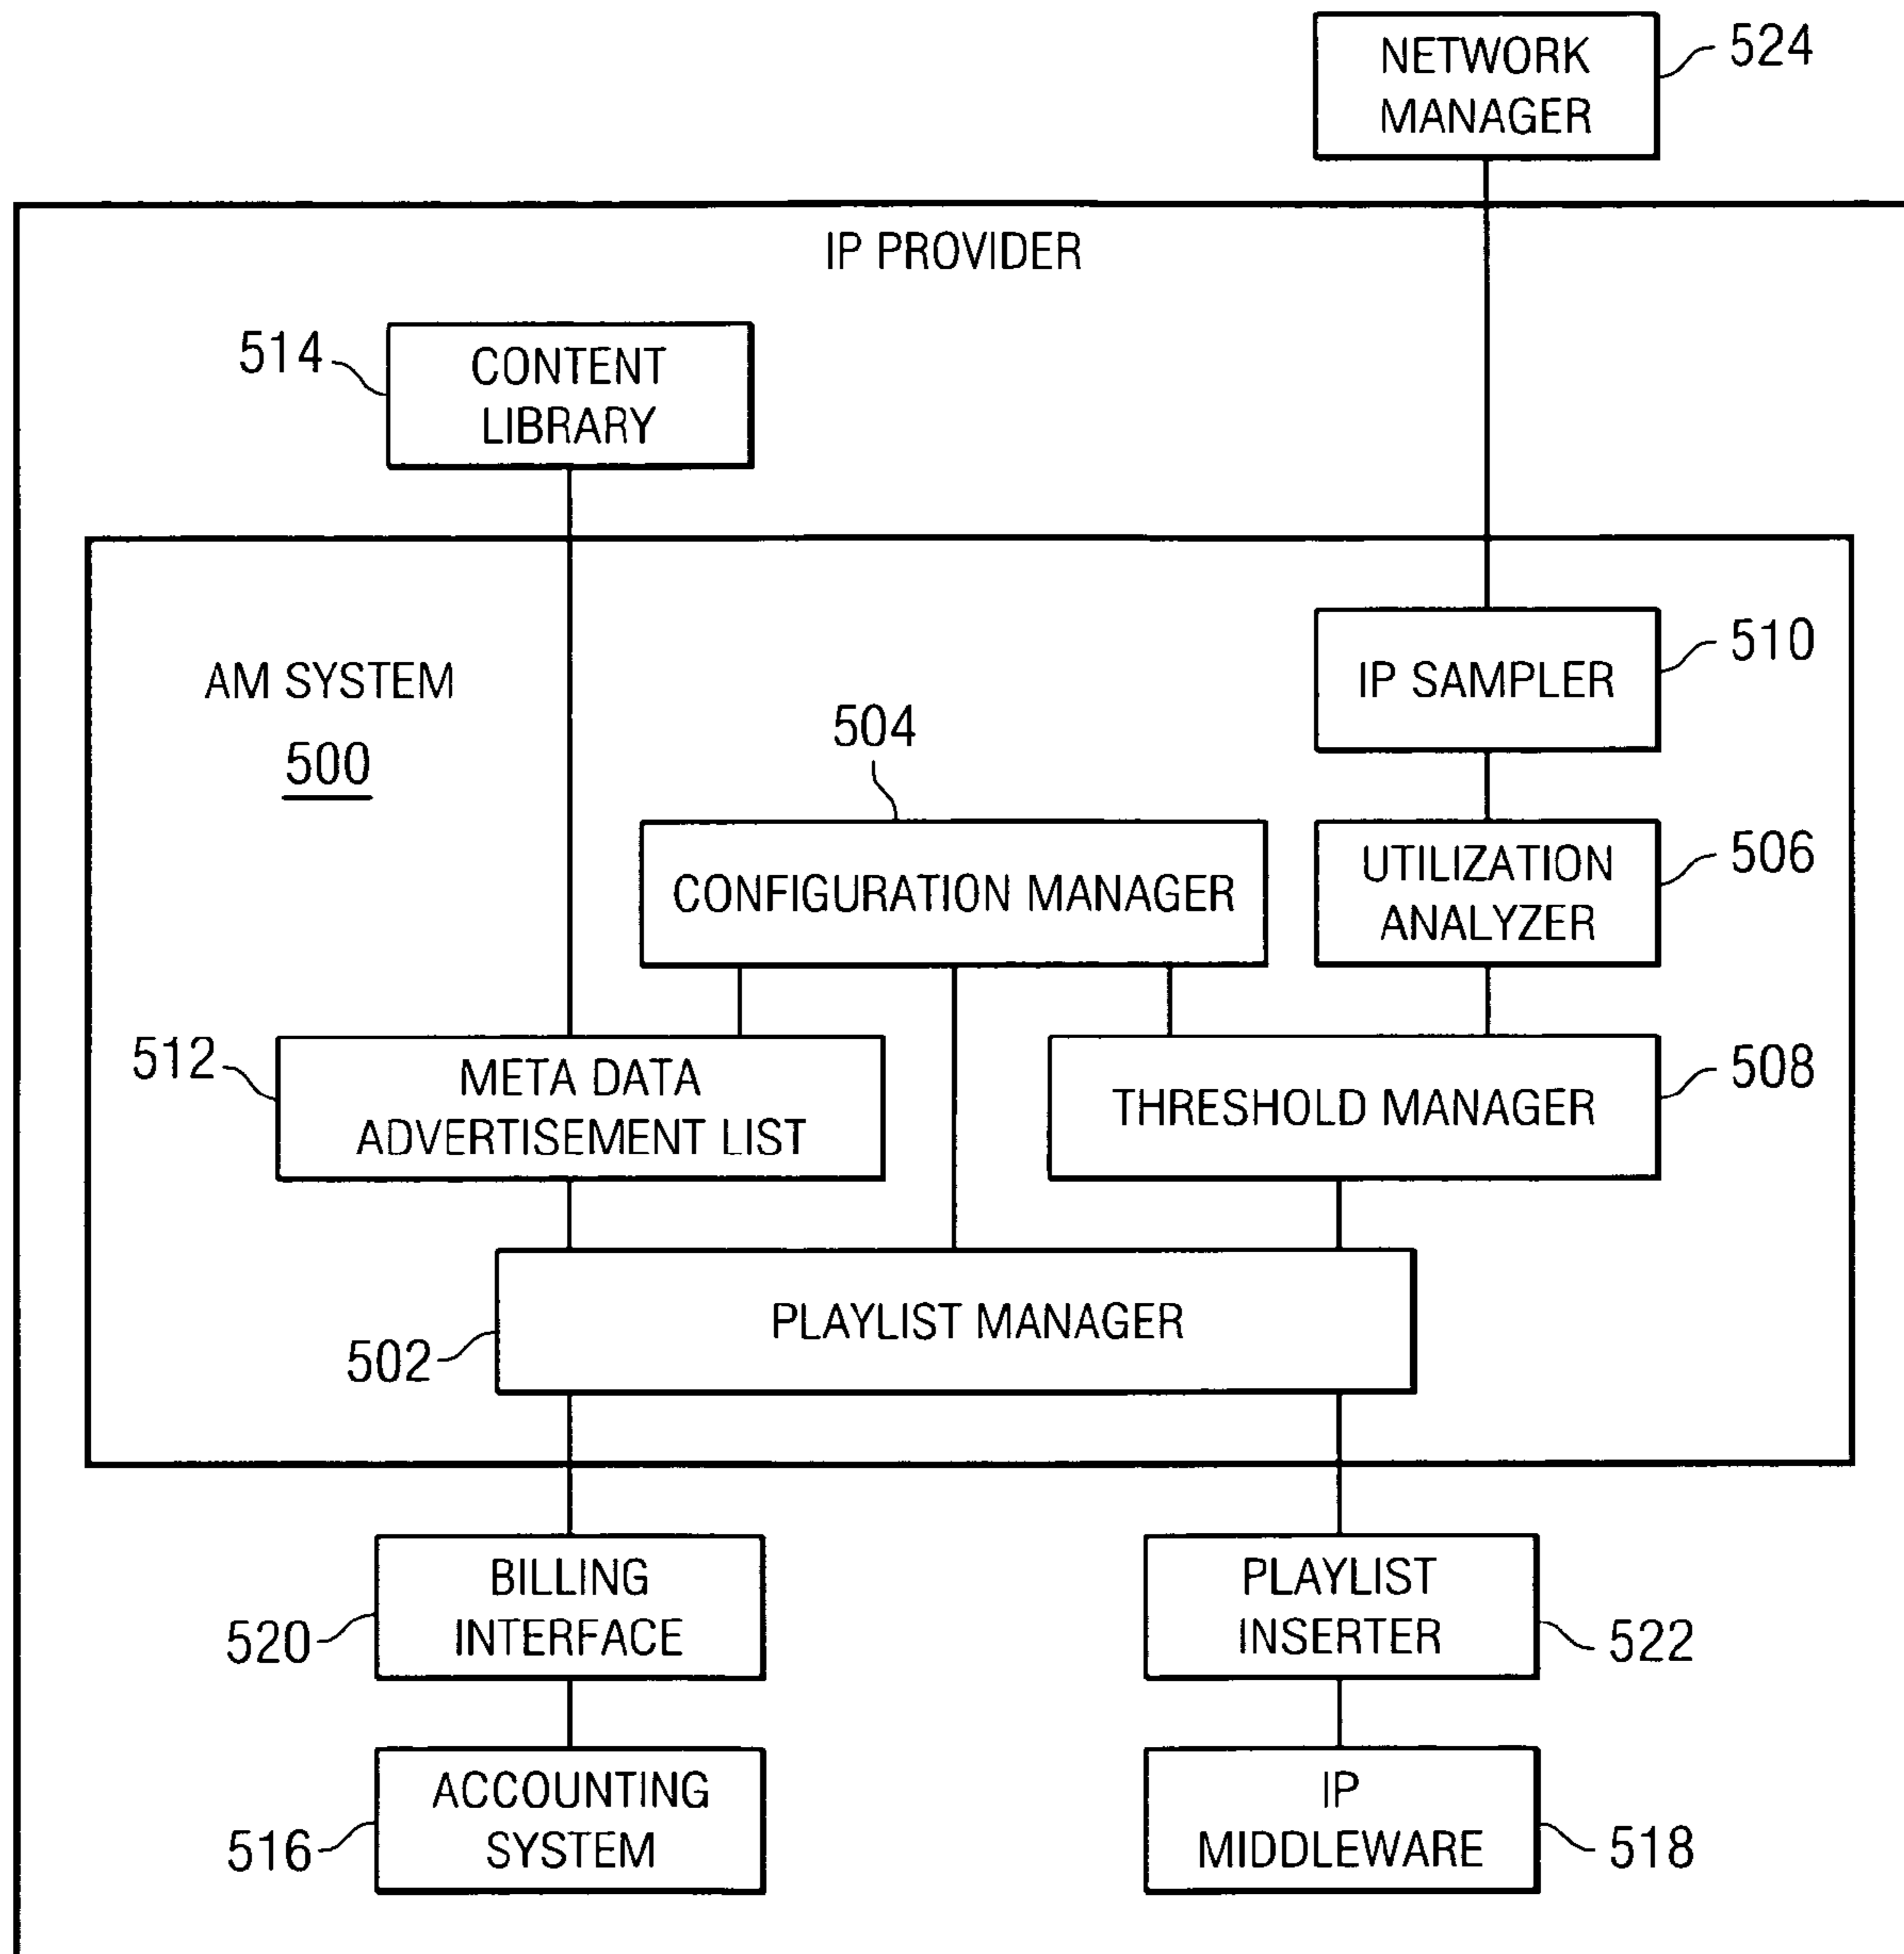 NETWORK
MANAGER
524
IP PROVIDER
514
CONTENT
LIBRARY
AM SYSTEM
500
IP SAMPLER
510
504
CONFIGURATION MANAGER
UTILIZATION
ANALYZER
506
512
META DATA
ADVERTISEMENT LIST
THRESHOLD MANAGER
508
PLAYLIST MANAGER
502
BILLING
INTERFACE
520
PLAYLIST
INSERTER
522
ACCOUNTING
SYSTEM
516
IP
MIDDLEWARE
518